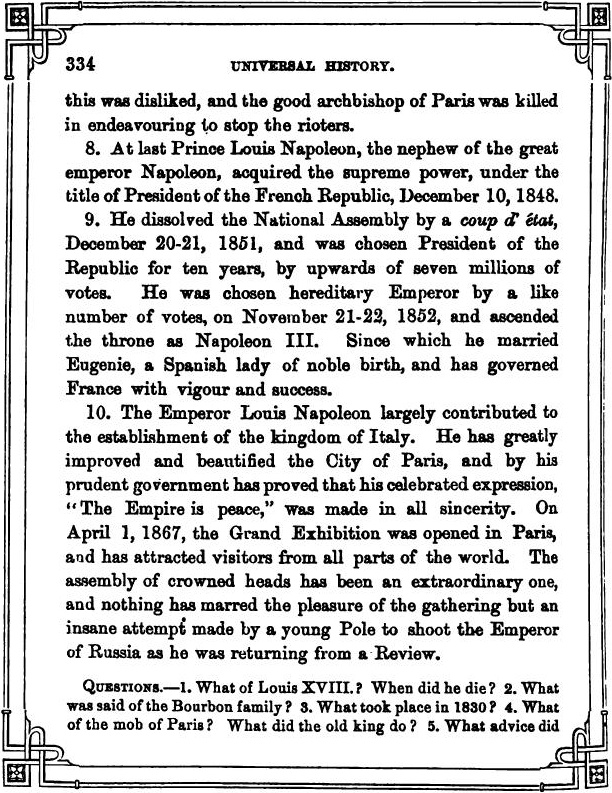 334 UNIVERSAL HISTORY.
this was disliked, and the good archbishop of Paris was killed
in endeavouring to stop the rioters.
8. At last Prince Louis Napoleon, the nephew of the great
emperor Napoleon, acquired the supreme power, under the
title of President of the French Republic, December 10, 1848.
9. He dissolved the National Assembly by a coup d' état,
December 20-21, 1851, and was chosen President of the
Republic for ten years, by upwards of seven millions of
votes. He was chosen hereditary Emperor by a like
number of votes, on November 21-22, 1852, and ascended
the throne as Napoleon III. Since which he married
Eugenie, a Spanish lady of noble birth, and has governed
France with vigour and success.
10. The Emperor Louis Napoleon largely contributed to
the establishment of the kingdom of Italy. He has greatly
improved and beautified the City of Paris, and by his
prudent government has proved that his celebrated expression,
"The Empire is peace," was made in all sincerity. On
April 1, 1867, the Grand Exhibition was opened in Paris,
and has attracted visitors from all parts of the world. The
assembly of crowned heads has been an extraordinary one,
and nothing has marred the pleasure of the gathering but an
insane attempt made by a young Pole to shoot the Emperor
of Russia as he was returning from a Review.
QUESTIONS.—1. What of Louis XVIII.? When did he die? 2. What
was said of the Bourbon family? 3. What took place in 1830? 4. What
of the mob of Paris? What did the old king do? 5. What advice did